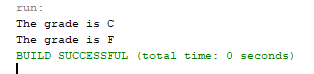 run:
The grade is C
The grade is F
BUILD SUCCESSFUL (total time: 0 seconds)